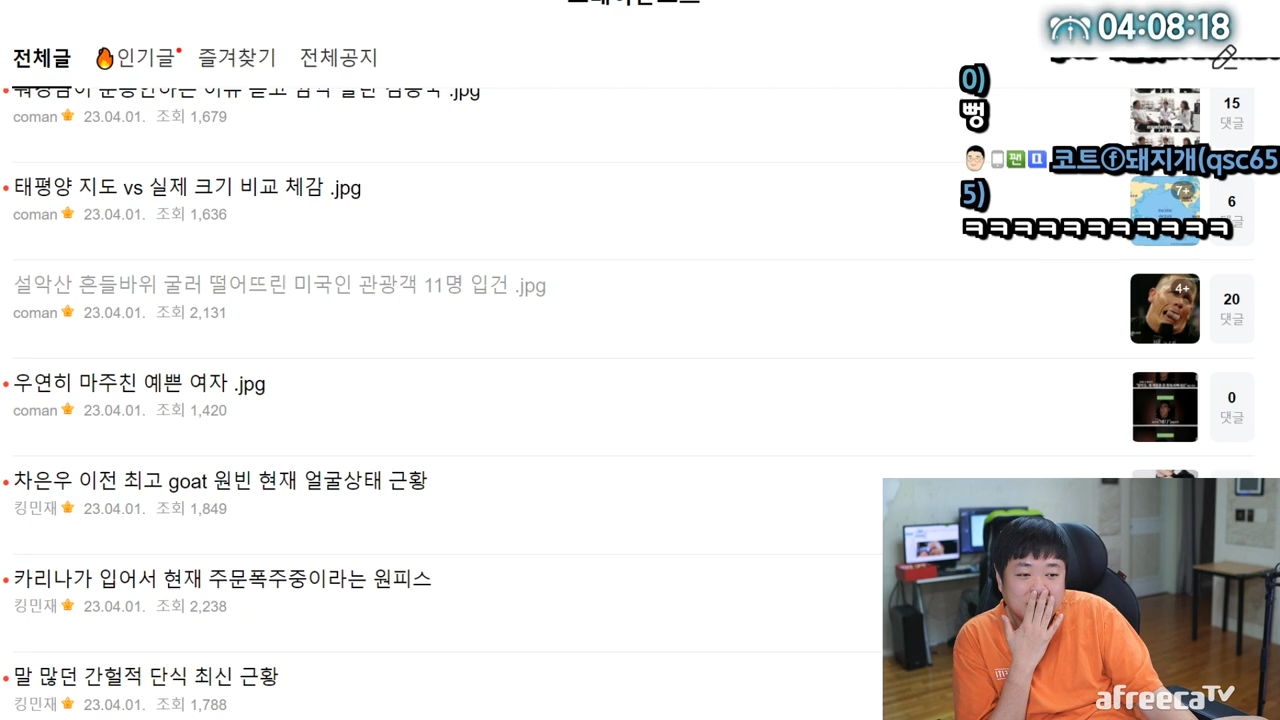 04:08:18
전체글 🔥인기글 즐겨찾기 전체공지
.jpg
coman 23.04.01. 조회 1,679
15
댓글
0)
뻥
코트ⓕ돼지개(qsc65
5)
ㅋㅋㅋㅋㅋㅋㅋㅋㅋㅋㅋ
태평양 지도 vs 실제 크기 비교 체감 .jpg
coman 23.04.01. 조회 1,636
7+
6
댓글
설악산 흔들바위 굴러 떨어뜨린 미국인 관광객 11명 입건 .jpg
coman 23.04.01. 조회 2,131
4+
20
댓글
우연히 마주친 예쁜 여자 .jpg
coman 23.04.01. 조회 1,420
0
댓글
차은우 이전 최고 goat 원빈 현재 얼굴상태 근황
킹민재 23.04.01. 조회 1,849
카리나가 입어서 현재 주문폭주중이라는 원피스
킹민재 23.04.01. 조회 2,238
말 많던 간헐적 단식 최신 근황
킹민재 23.04.01. 조회 1,788
afreecaTV